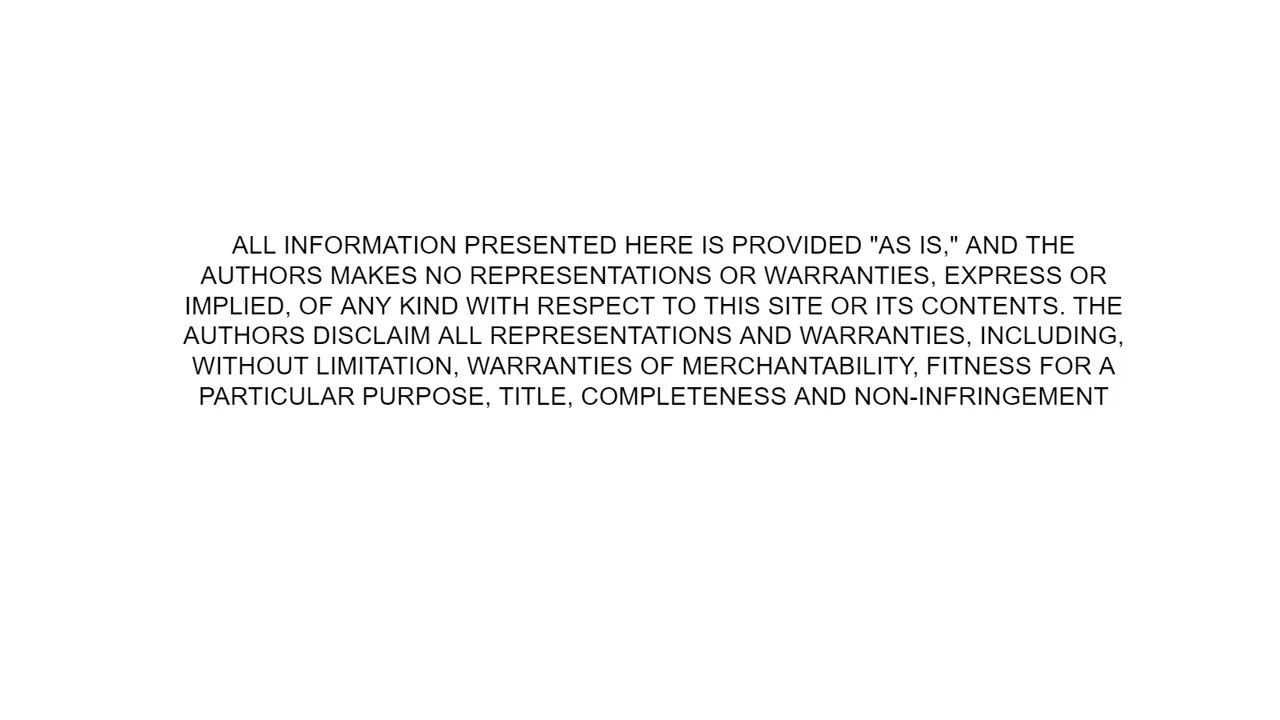 ALL INFORMATION PRESENTED HERE IS PROVIDED "AS IS," AND THE
AUTHORS MAKES NO REPRESENTATIONS OR WARRANTIES, EXPRESS OR
IMPLIED, OF ANY KIND WITH RESPECT TO THIS SITE OR ITS CONTENTS. THE
AUTHORS DISCLAIM ALL REPRESENTATIONS AND WARRANTIES, INCLUDING,
WITHOUT LIMITATION, WARRANTIES OF MERCHANTABILITY, FITNESS FOR A
PARTICULAR PURPOSE, TITLE, COMPLETENESS AND NON-INFRINGEMENT